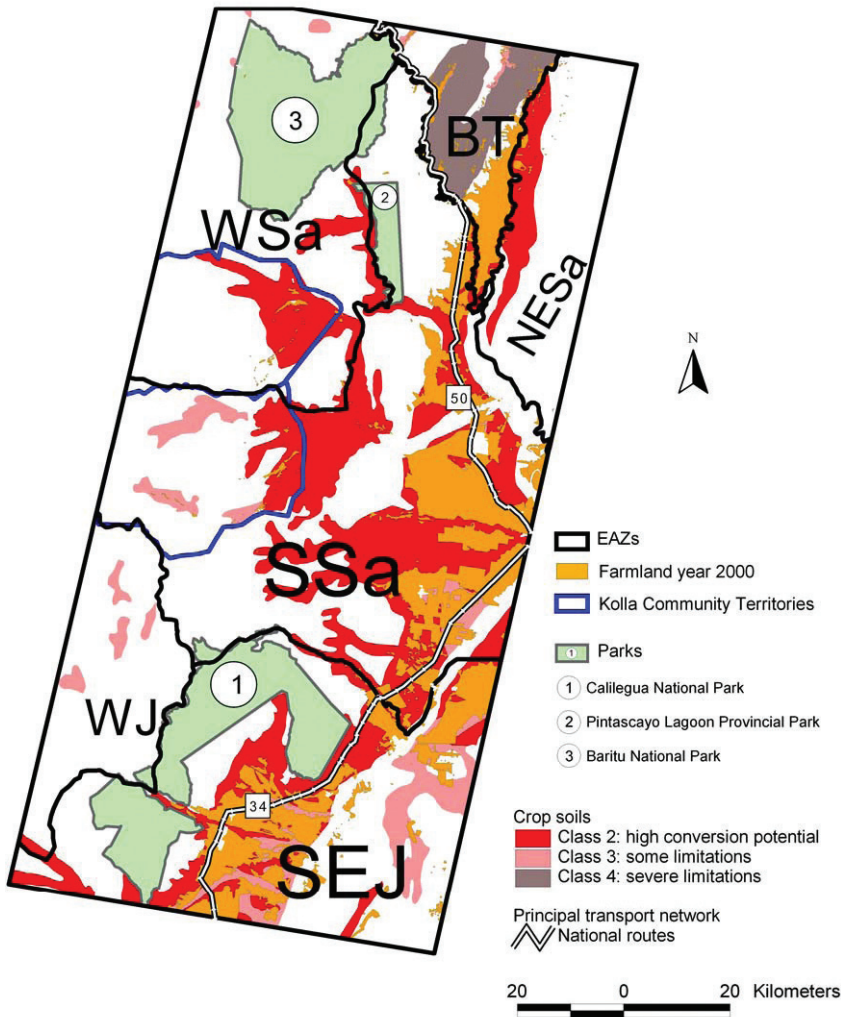 3
BT
2
WSa
NESa
N
50
EAZs
SSa
Farmland year 2000
Kolla Community Territories
1 Parks
1
1 Calilegua National Park
WJ
2 Pintascayo Lagoon Provincial Park
3 Baritu National Park
34
Crop soils
SEJ
Class 2: high conversion potential
Class 3: some limitations
Class 4: severe limitations
Principal transport network
National routes
20 0 20 Kilometers